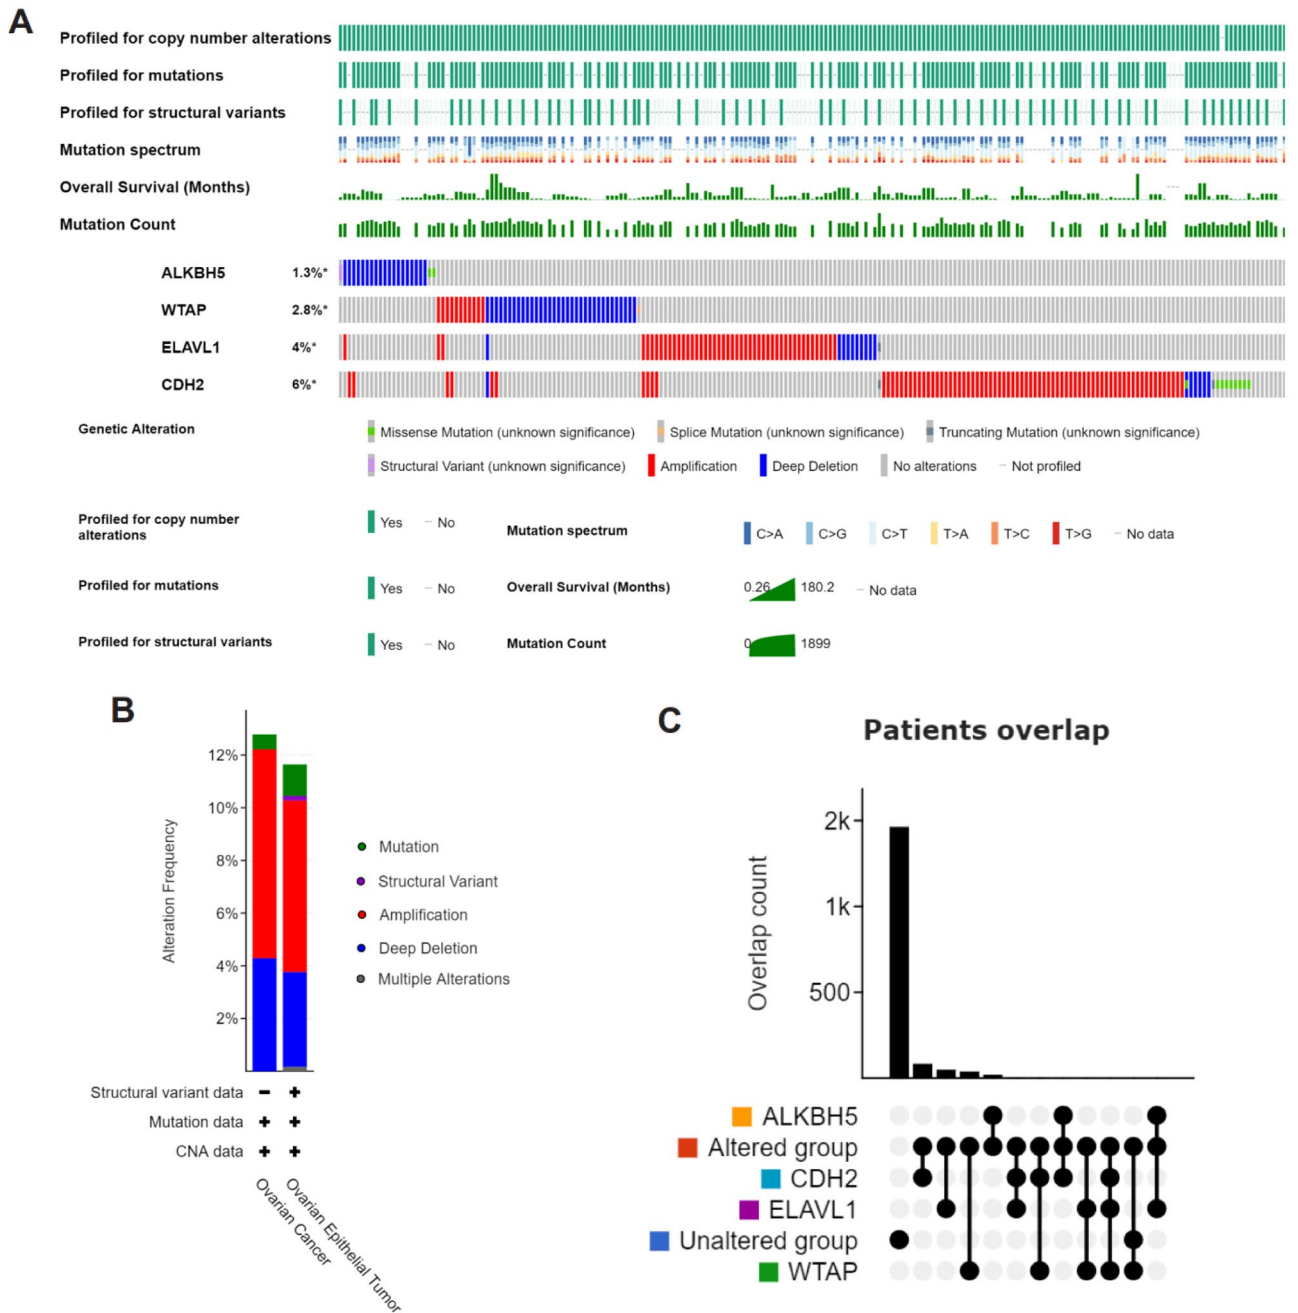 A
Profiled for copy number alterations
Profiled for mutations
Profiled for structural variants
Mutation spectrum
Overall Survival (Months)
Mutation Count
ALKBH5 1.3%*
WTAP 2.8%*
ELAVL1 4%*
CDH2 6%*
Genetic Alteration
Missense Mutation (unknown significance) Splice Mutation (unknown significance) Truncating Mutation (unknown significance)
Structural Variant (unknown significance) Amplification Deep Deletion No alterations – Not profiled
Profiled for copy number
alterations
Yes – No
Mutation spectrum
C>A C>G C>T T>A T>C T>G – No data
Profiled for mutations
Yes – No
Overall Survival (Months)
0.26 180.2 – No data
Profiled for structural variants
Yes – No
Mutation Count
0 1899
B
Alteration Frequency
12%
10%
8%
6%
4%
2%
Mutation
Structural Variant
Amplification
Deep Deletion
Multiple Alterations
Structural variant data − +
Mutation data + +
CNA data + +
Ovarian Cancer
Ovarian Epithelial Tumor
C
Patients overlap
Overlap count
2k
1k
500
ALKBH5
Altered group
CDH2
ELAVL1
Unaltered group
WTAP